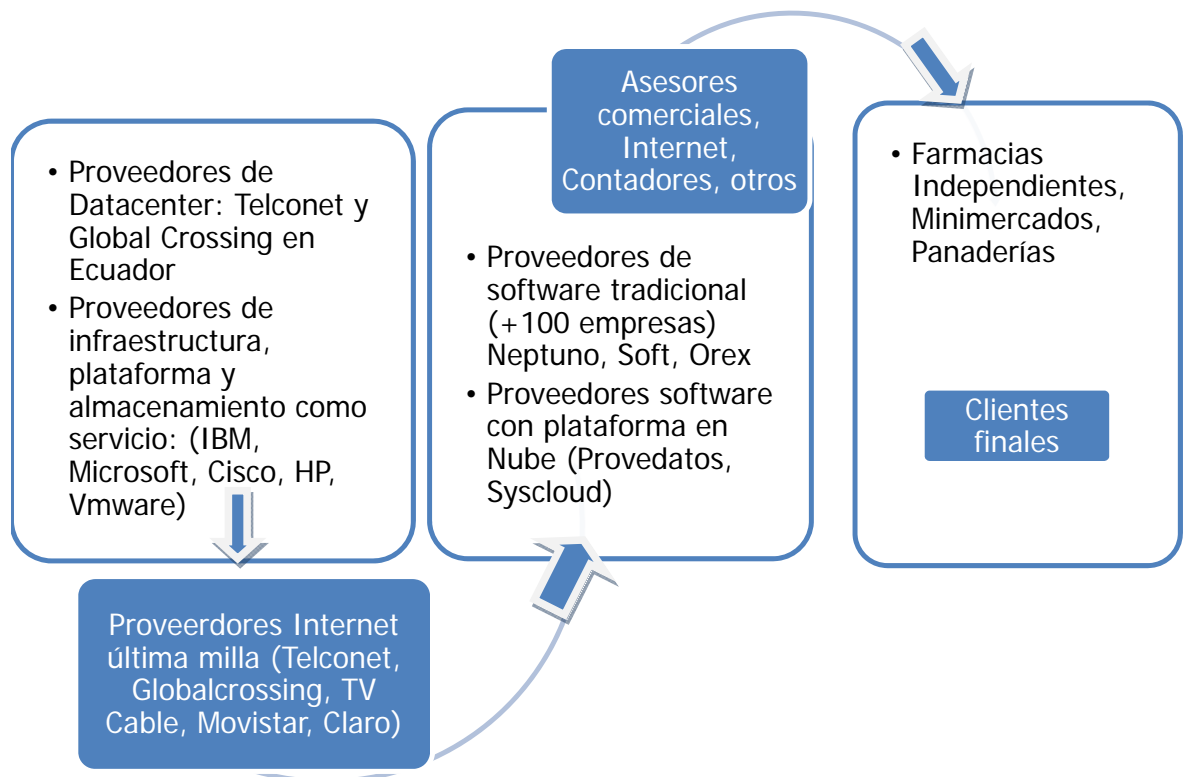 • Proveedores de
Datacenter: Telconet y
Global Crossing en
Ecuador
• Proveedores de
infraestructura,
plataforma y
almacenamiento como
servicio: (IBM,
Microsoft, Cisco, HP,
Vmware)
Proveerdores Internet
última milla (Telconet,
Globalcrossing, TV
Cable, Movistar, Claro)
Asesores
comerciales,
Internet,
Contadores, otros
• Proveedores de
software tradicional
(+100 empresas)
Neptuno, Soft, Orex
• Proveedores software
con plataforma en
Nube (Provedatos,
Syscloud)
• Farmacias
Independientes,
Minimercados,
Panaderías
Clientes
finales